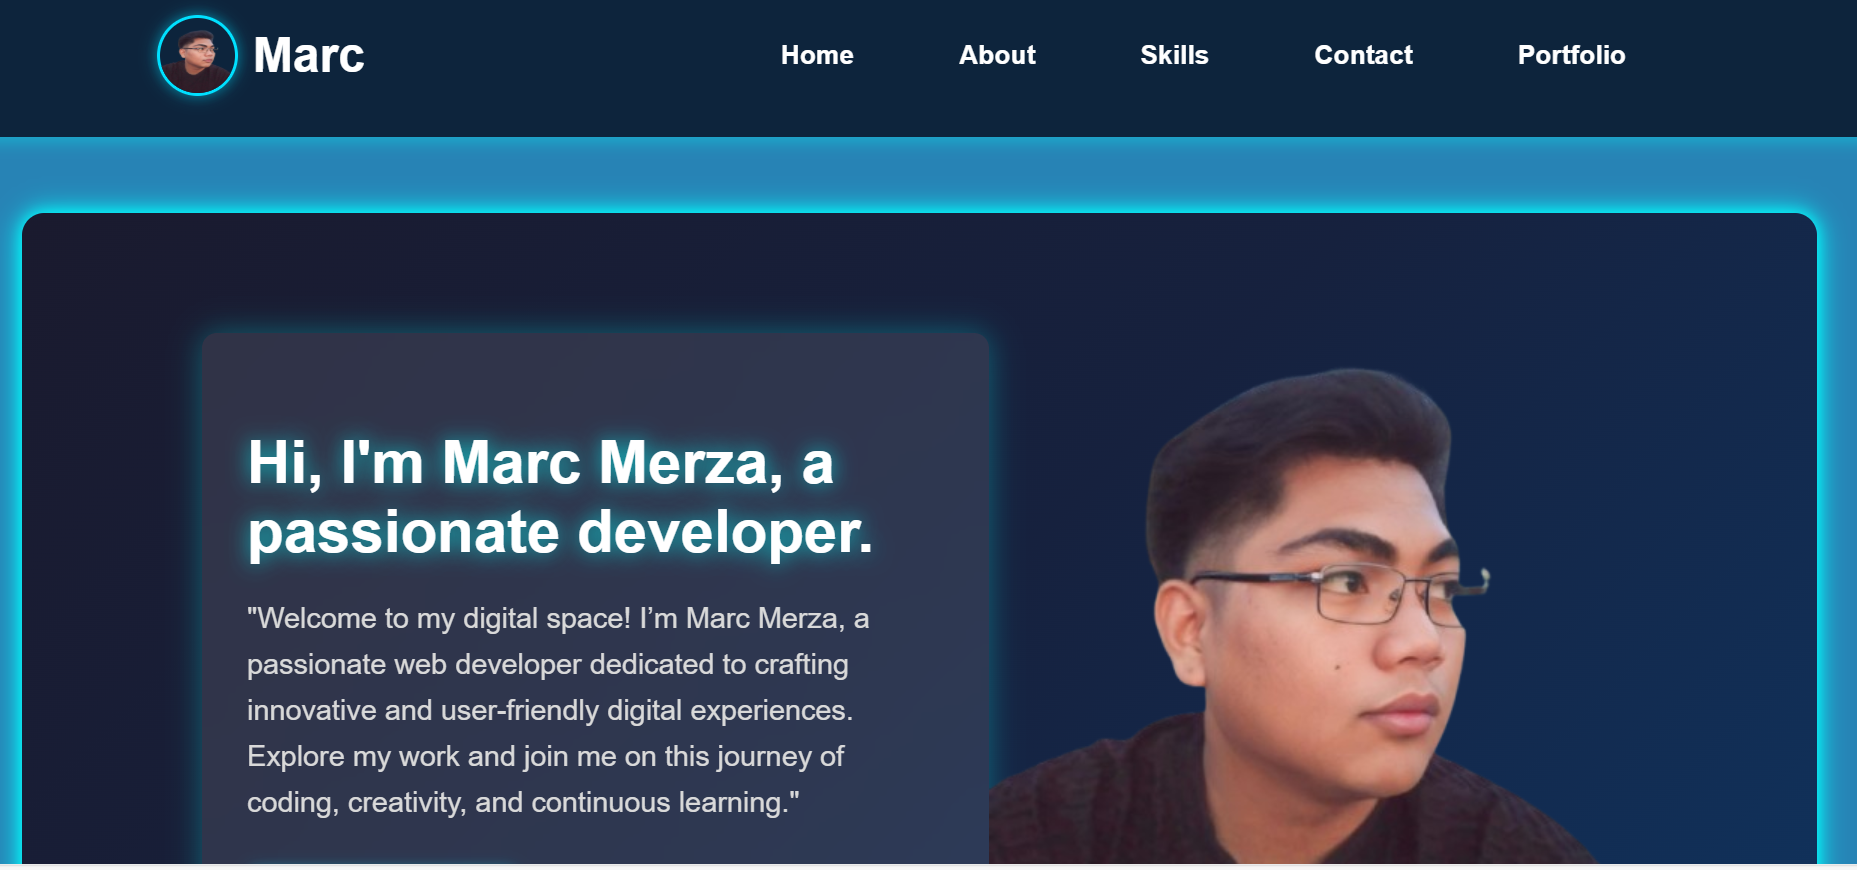 Marc
Home About Skills Contact Portfolio
Hi, I'm Marc Merza, a
passionate developer.
"Welcome to my digital space! I’m Marc Merza, a
passionate web developer dedicated to crafting
innovative and user-friendly digital experiences.
Explore my work and join me on this journey of
coding, creativity, and continuous learning."